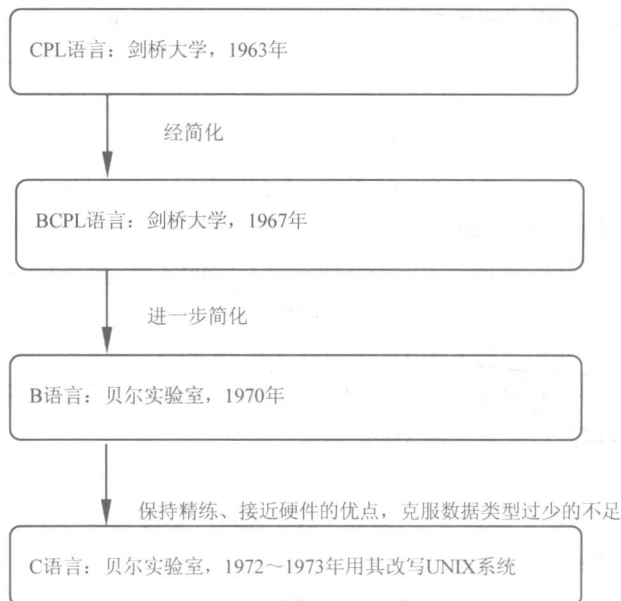 CPL语言：剑桥大学，1963年
经简化
BCPL语言：剑桥大学，1967年
进一步简化
B语言：贝尔实验室，1970年
保持精练、接近硬件的优点，克服数据类型过少的不足
C语言：贝尔实验室，1972～1973年用其改写UNIX系统